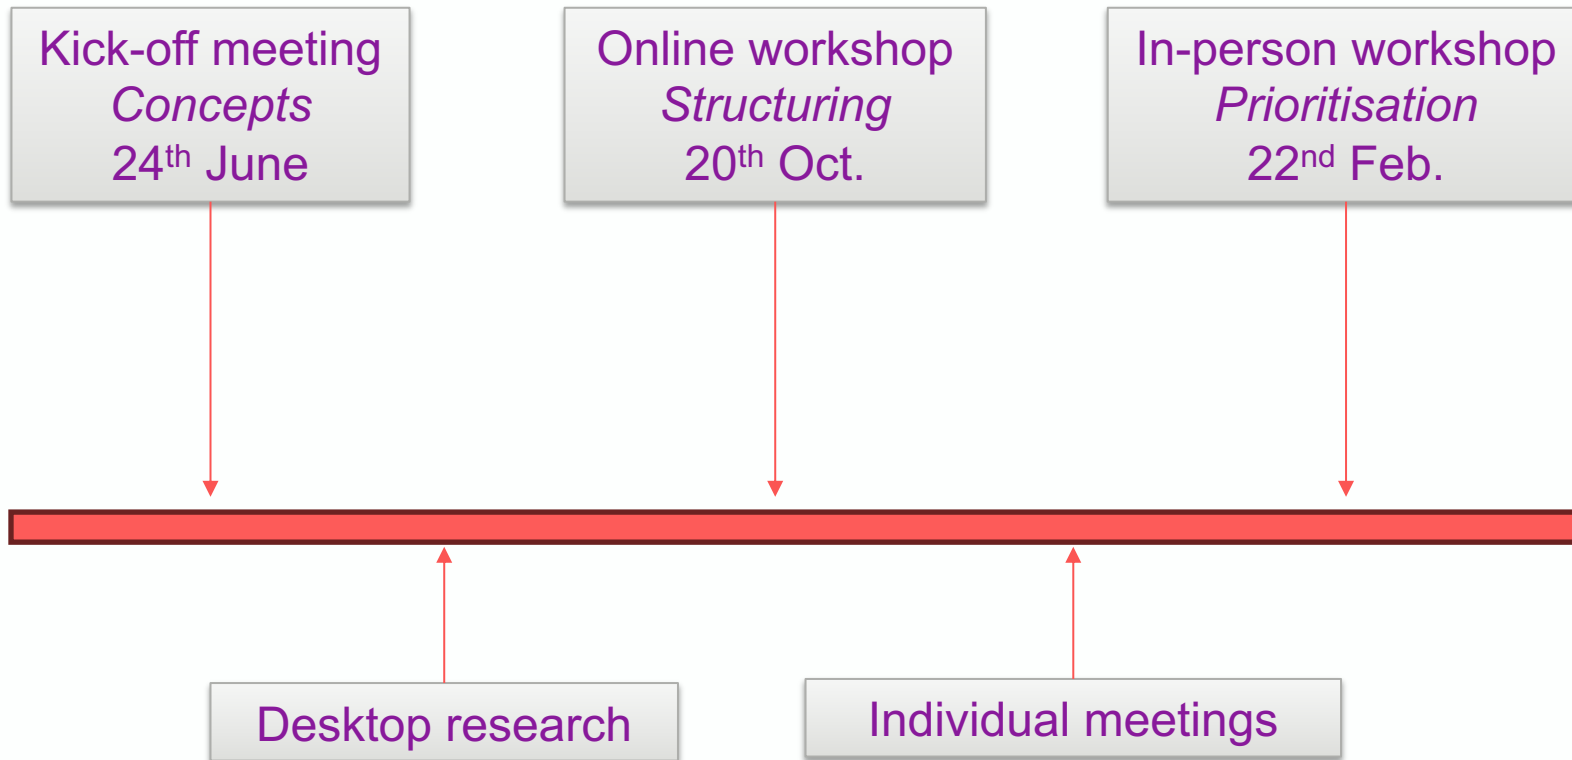 Kick-off meeting
Concepts
24th June
Online workshop
Structuring
20th Oct.
In-person workshop
Prioritisation
22nd Feb.
Desktop research
Individual meetings